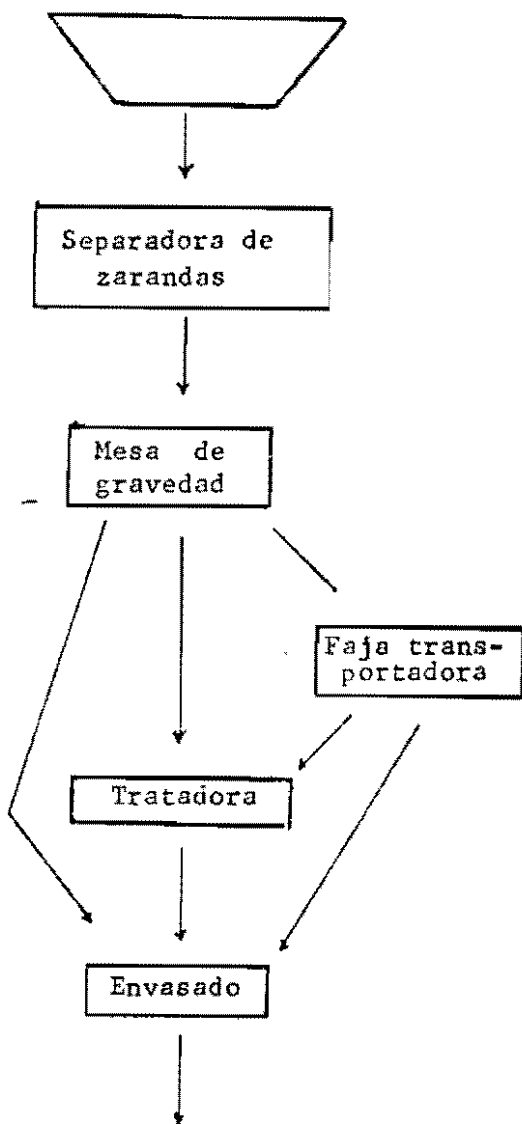 Separadora de
zarandas
Mesa de
gravedad
Faja trans-
portadora
Tratadora
Envasado